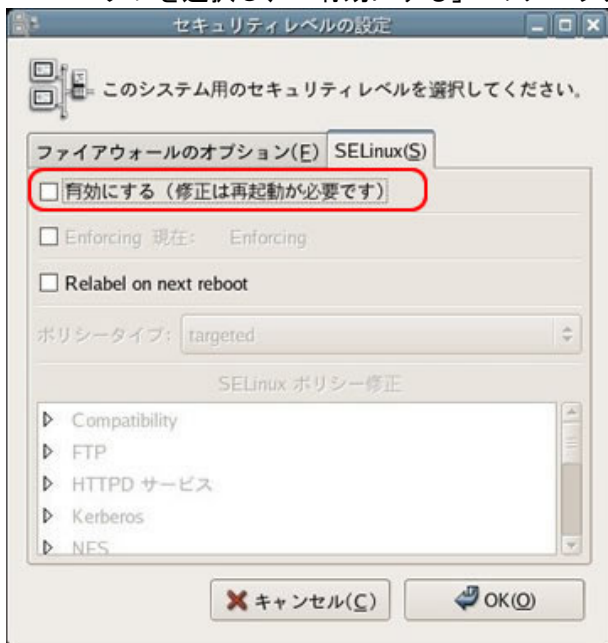 セキュリティレベルの設定
このシステム用のセキュリティレベルを選択してください。
ファイアウォールのオプション(F) SELinux(S)
有効にする（修正は再起動が必要です）
Enforcing 現在: Enforcing
Relabel on next reboot
ポリシータイプ: targeted
SELinux ポリシー修正
Compatibility
FTP
HTTPD サービス
Kerberos
NFS
キャンセル(C) OK(O)